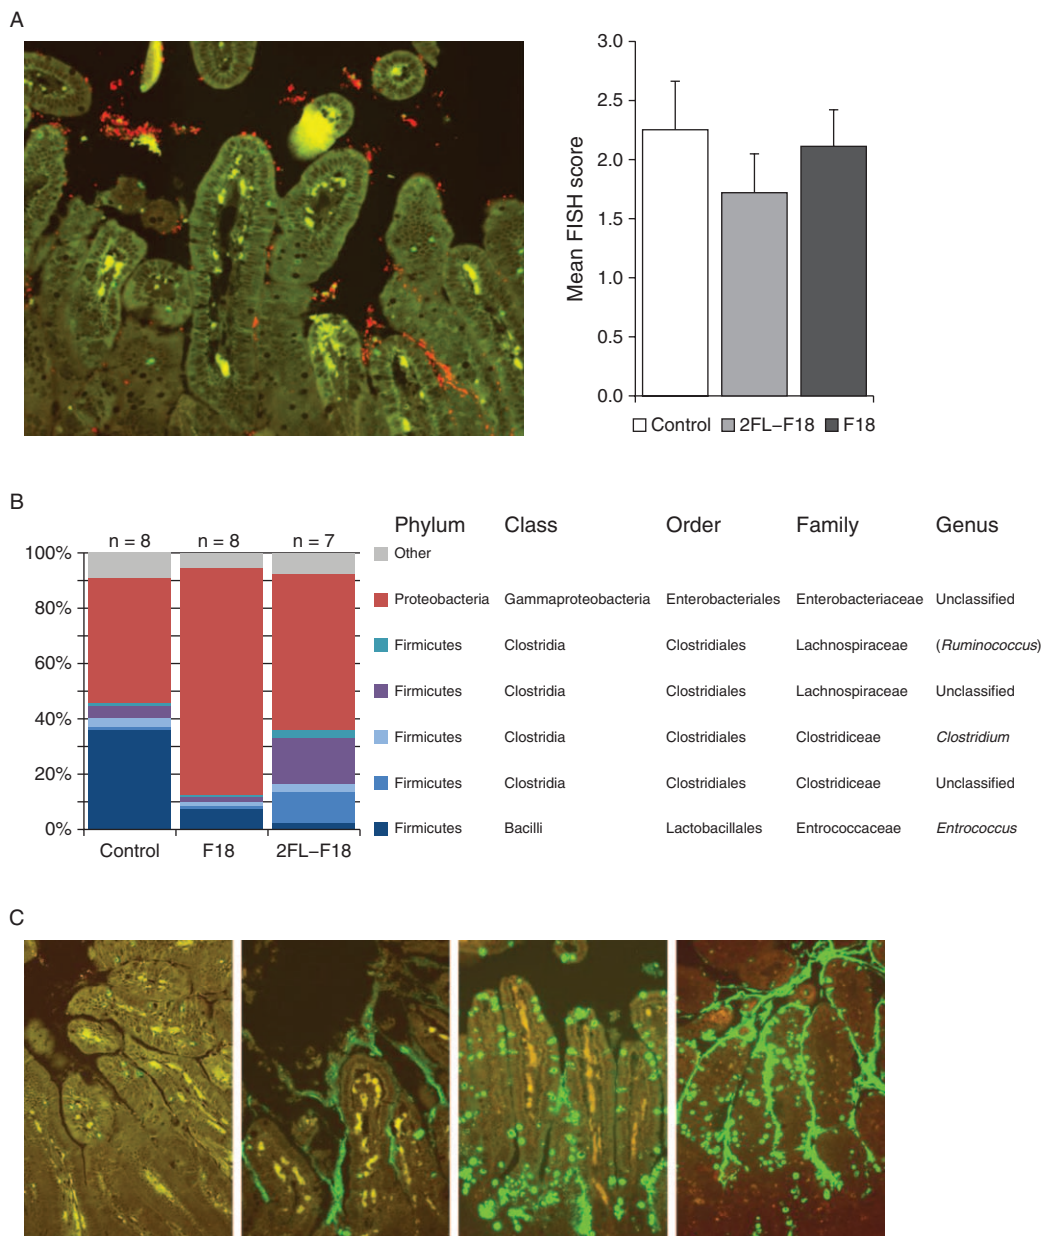 A
3.0
2.5
2.0
1.5
1.0
0.5
0.0
Mean FISH score
Control 2FL–F18 F18
B
n = 8 n = 8 n = 7
100%
80%
60%
40%
20%
0%
Control F18 2FL–F18
Phylum Class Order Family Genus
Other
Proteobacteria Gammaproteobacteria Enterobacteriales Enterobacteriaceae Unclassified
Firmicutes Clostridia Clostridiales Lachnospiraceae (Ruminococcus)
Firmicutes Clostridia Clostridiales Lachnospiraceae Unclassified
Firmicutes Clostridia Clostridiales Clostridiceae Clostridium
Firmicutes Clostridia Clostridiales Clostridiceae Unclassified
Firmicutes Bacilli Lactobacillales Entrococcaceae Entrococcus
C